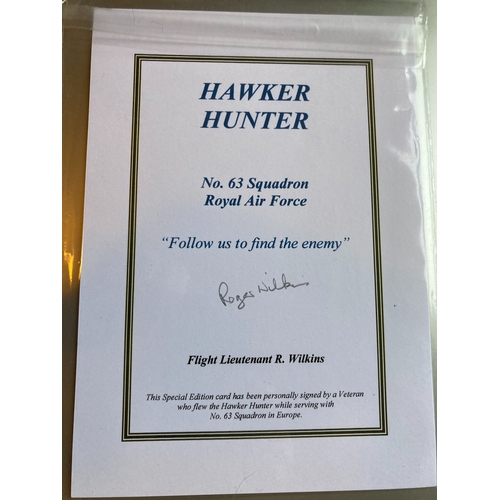 HAWKER
HUNTER
No. 63 Squadron
Royal Air Force
“Follow us to find the enemy”
Roger Wilkins
Flight Lieutenant R. Wilkins
This Special Edition card has been personally signed by a Veteran
who flew the Hawker Hunter while serving with
No. 63 Squadron in Europe.